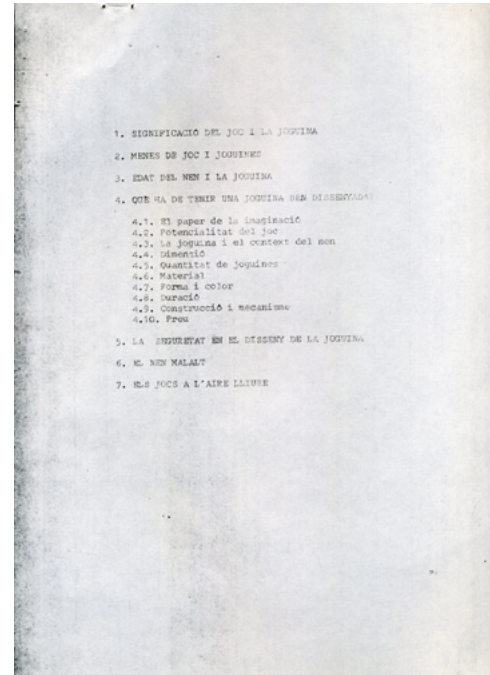 1. SIGNIFICACIÓ DEL JOC I LA JOGUINA
2. MENES DE JOC I JOGUINES
3. EDAT DEL NEN I LA JOGUINA
4. QUÈ HA DE TENIR UNA JOGUINA BEN DISSENYADA?
4.1. El paper de la imaginació
4.2. Potencialitat del joc
4.3. La joguina i el context del nen
4.4. Dimensió
4.5. Quantitat de joguines
4.6. Material
4.7. Forma i color
4.8. Duració
4.9. Construcció i mecanisme
4.10. Preu
5. LA SEGURETAT EN EL DISSENY DE LA JOGUINA
6. EL NEN MALALT
7. ELS JOCS A L'AIRE LLIURE